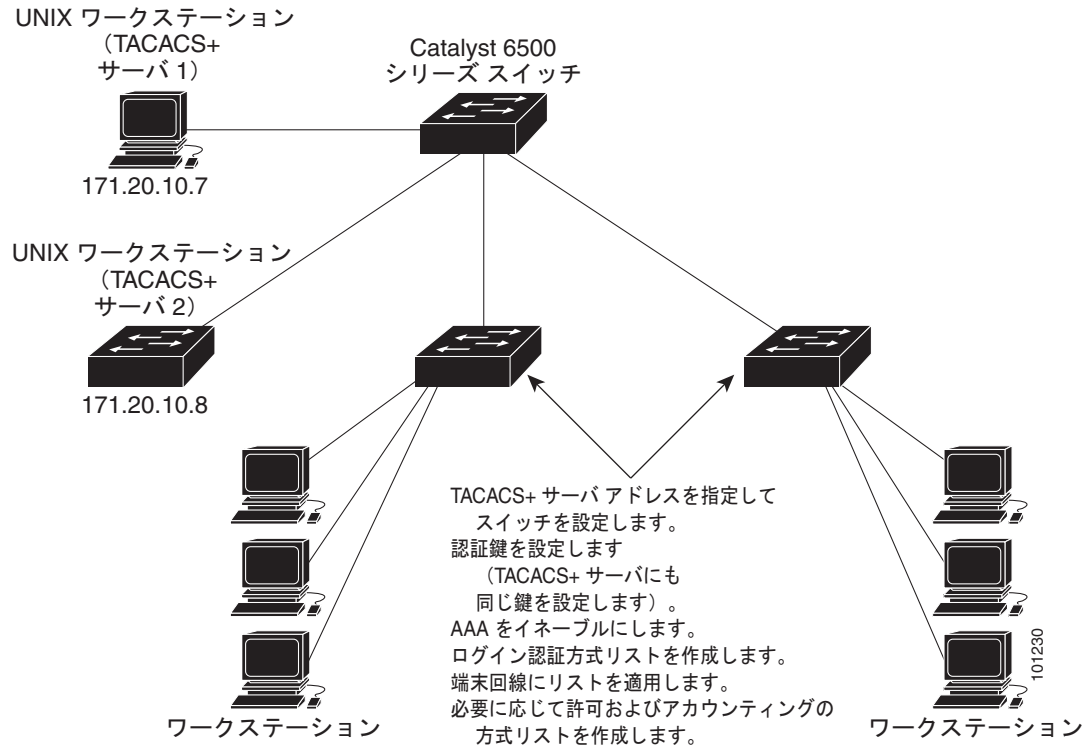 UNIX ワークステーション
（TACACS+
サーバ 1）
171.20.10.7
Catalyst 6500
シリーズ スイッチ
UNIX ワークステーション
（TACACS+
サーバ 2）
171.20.10.8
TACACS+ サーバ アドレスを指定して
スイッチを設定します。
認証鍵を設定します
（TACACS+ サーバにも
同じ鍵を設定します）。
AAA をイネーブルにします。
ログイン認証方式リストを作成します。
端末回線にリストを適用します。
必要に応じて許可およびアカウンティングの
方式リストを作成します。
ワークステーション
ワークステーション
101230